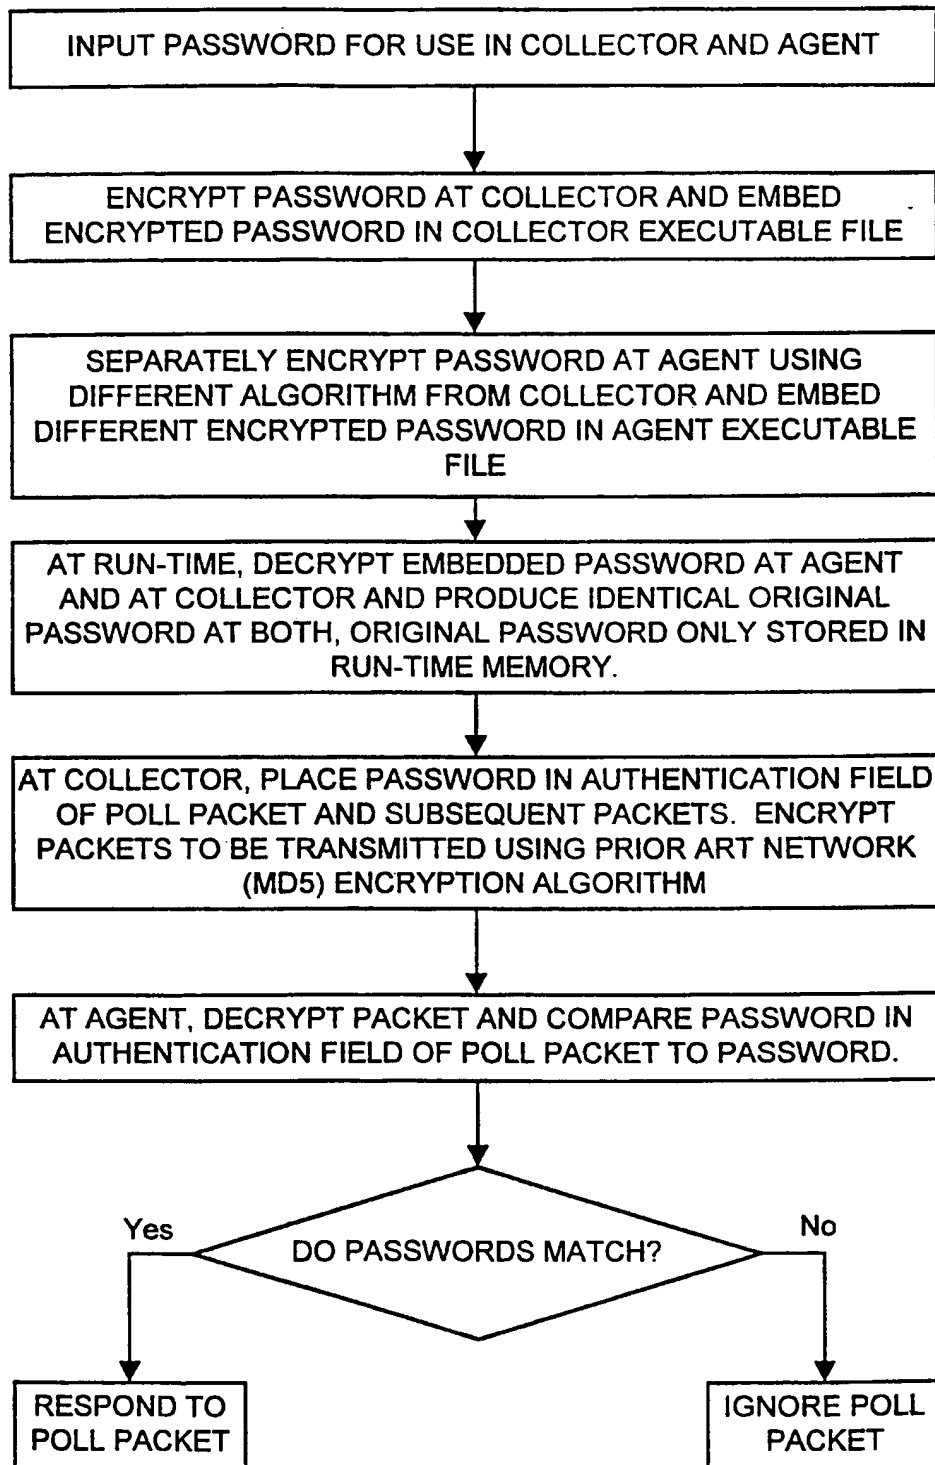 INPUT PASSWORD FOR USE IN COLLECTOR AND AGENT
ENCRYPT PASSWORD AT COLLECTOR AND EMBED
ENCRYPTED PASSWORD IN COLLECTOR EXECUTABLE FILE
SEPARATELY ENCRYPT PASSWORD AT AGENT USING
DIFFERENT ALGORITHM FROM COLLECTOR AND EMBED
DIFFERENT ENCRYPTED PASSWORD IN AGENT EXECUTABLE
FILE
AT RUN-TIME, DECRYPT EMBEDDED PASSWORD AT AGENT
AND AT COLLECTOR AND PRODUCE IDENTICAL ORIGINAL
PASSWORD AT BOTH, ORIGINAL PASSWORD ONLY STORED IN
RUN-TIME MEMORY.
AT COLLECTOR, PLACE PASSWORD IN AUTHENTICATION FIELD
OF POLL PACKET AND SUBSEQUENT PACKETS. ENCRYPT
PACKETS TO BE TRANSMITTED USING PRIOR ART NETWORK
(MD5) ENCRYPTION ALGORITHM
AT AGENT, DECRYPT PACKET AND COMPARE PASSWORD IN
AUTHENTICATION FIELD OF POLL PACKET TO PASSWORD.
Yes
No
DO PASSWORDS MATCH?
RESPOND TO
POLL PACKET
IGNORE POLL
PACKET